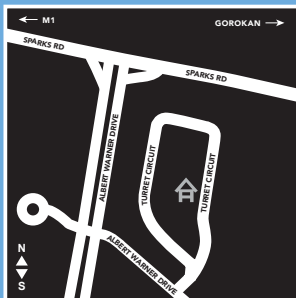 ← M1
GOROKAN →
SPARKS RD
SPARKS RD
ALBERT WARNER DRIVE
TURRET CIRCUIT
TURRET CIRCUIT
ALBERT WARNER DRIVE
N
S